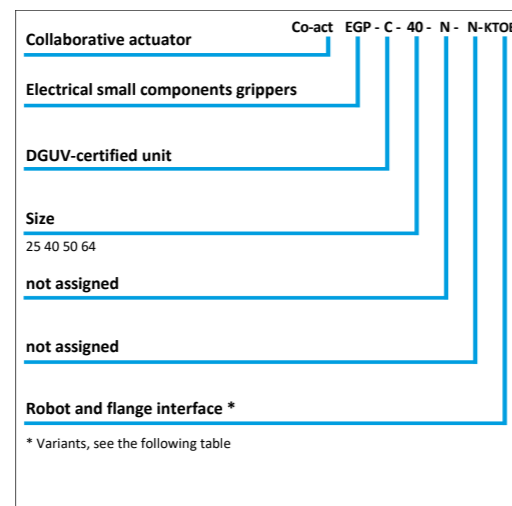 Co-act EGP - C - 40 - N - N-KTOE
Collaborative actuator
Electrical small components grippers
DGUV-certified unit
Size
25 40 50 64
not assigned
not assigned
Robot and flange interface *
* Variants, see the following table